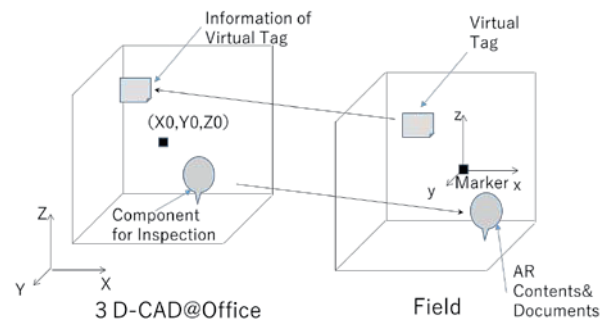 Information of
Virtual Tag
Virtual
Tag
(X0,Y0,Z0)
z
Marker x
y
Component
for Inspection
Z
X
Y
AR
Contents&
Documents
3 D-CAD@Office
Field